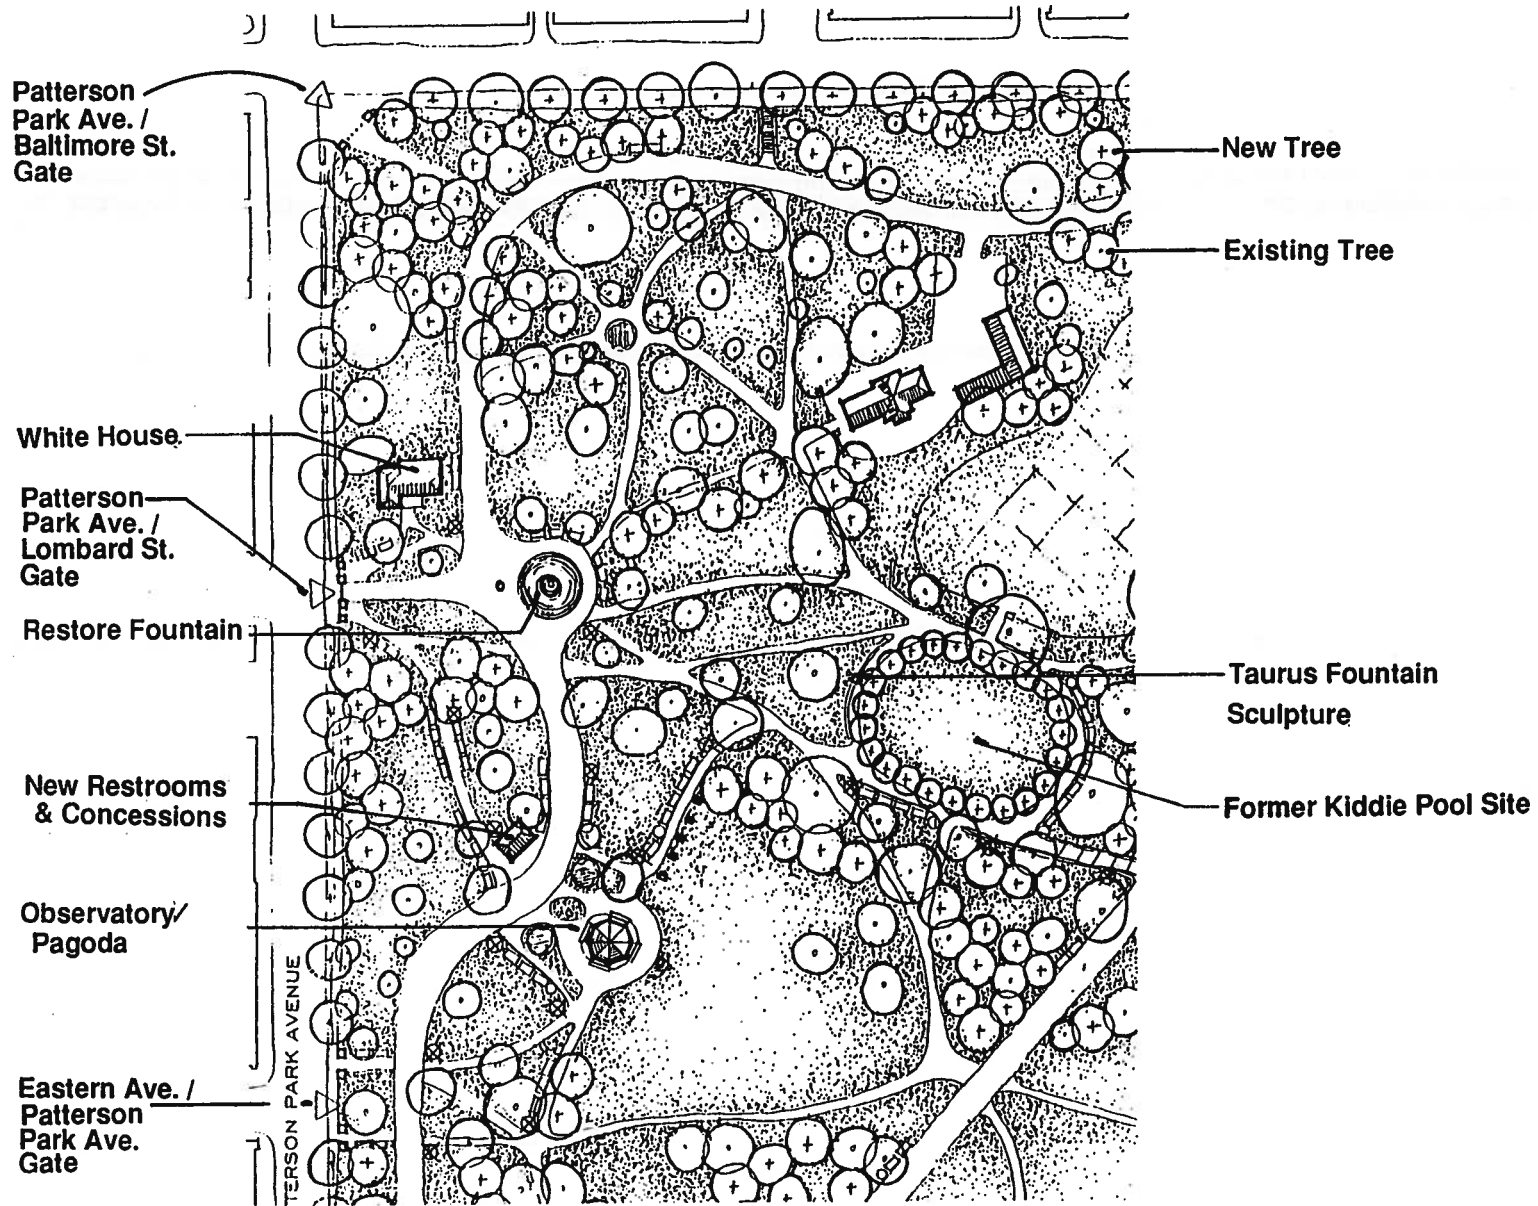 Patterson
Park Ave. /
Baltimore St.
Gate
New Tree
Existing Tree
White House
Patterson
Park Ave. /
Lombard St.
Gate
Restore Fountain
Taurus Fountain
Sculpture
New Restrooms
& Concessions
Former Kiddie Pool Site
Observatory/
Pagoda
TERSON PARK AVENUE
Eastern Ave. /
Patterson
Park Ave.
Gate